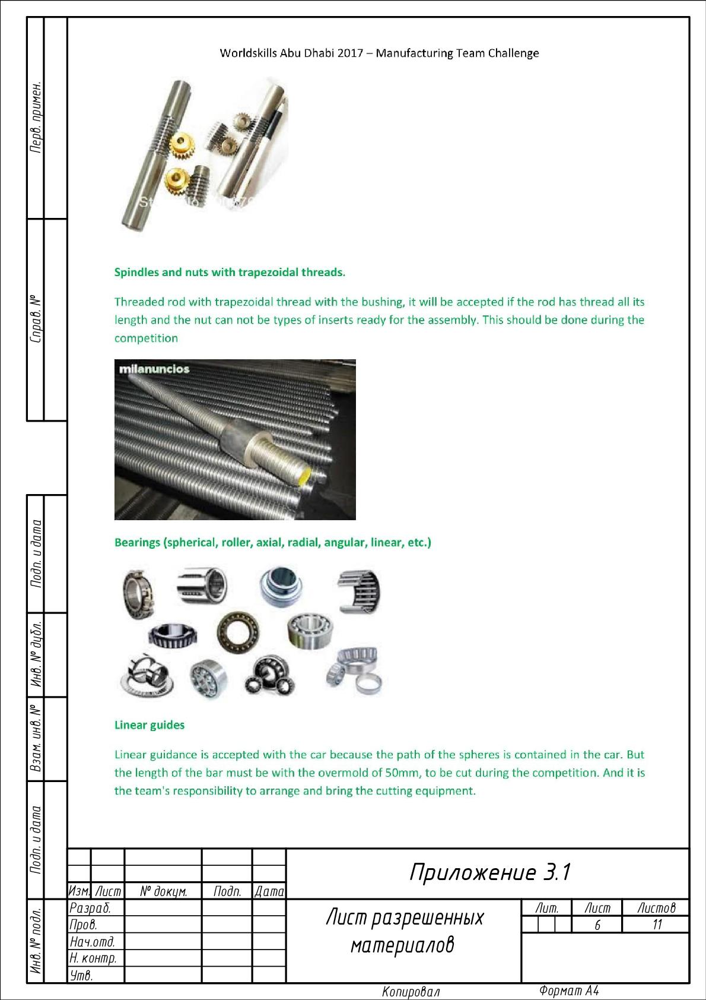 Worldskills Abu Dhabi 2017 – Manufacturing Team Challenge
Spindles and nuts with trapezoidal threads.
Threaded rod with trapezoidal thread with the bushing, it will be accepted if the rod has thread all its
length and the nut can not be types of inserts ready for the assembly. This should be done during the
competition
milanuncios
Bearings (spherical, roller, axial, radial, angular, linear, etc.)
Linear guides
Linear guidance is accepted with the car because the path of the spheres is contained in the car. But
the length of the bar must be with the overmold of 50mm, to be cut during the competition. And it is
the team's responsibility to arrange and bring the cutting equipment.
Перв. примен.
Справ. №
Подп. и дата
Инв. № дубл.
Взам. инв. №
Подп. и дата
Инв. № подл.
Изм. Лист № докум. Подп. Дата
Разраб.
Пров.
Нач.отд.
Н. контр.
Утв.
Приложение 3.1
Лист разрешенных
материалов
Лит. Лист Листов
6 11
Копировал Формат А4